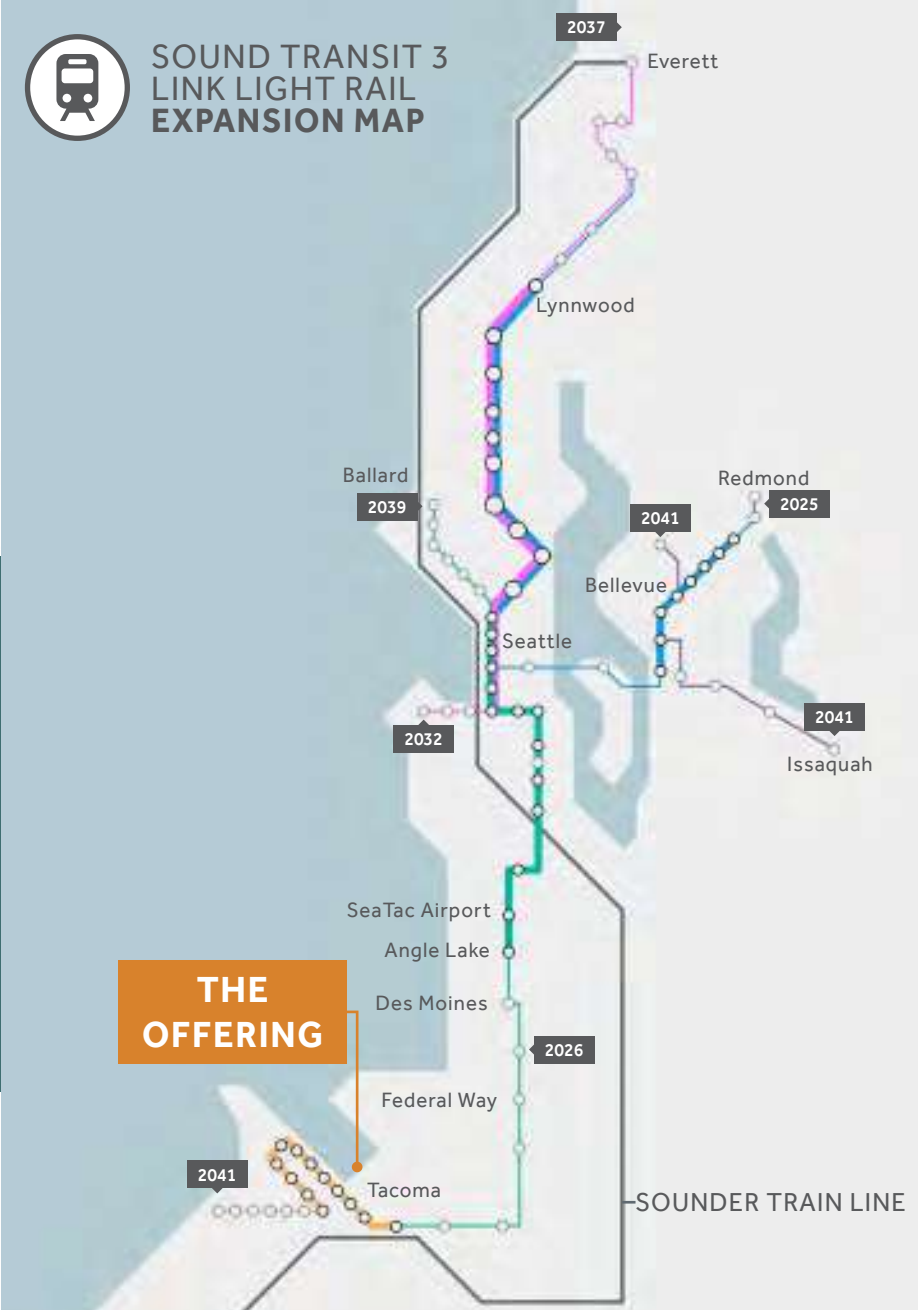 SOUND TRANSIT 3
LINK LIGHT RAIL
EXPANSION MAP
2037
Everett
Lynnwood
Ballard
2039
Redmond
2025
2041
Bellevue
Seattle
2032
2041
Issaquah
SeaTac Airport
Angle Lake
THE
OFFERING
Des Moines
2026
Federal Way
2041
Tacoma
SOUNDER TRAIN LINE